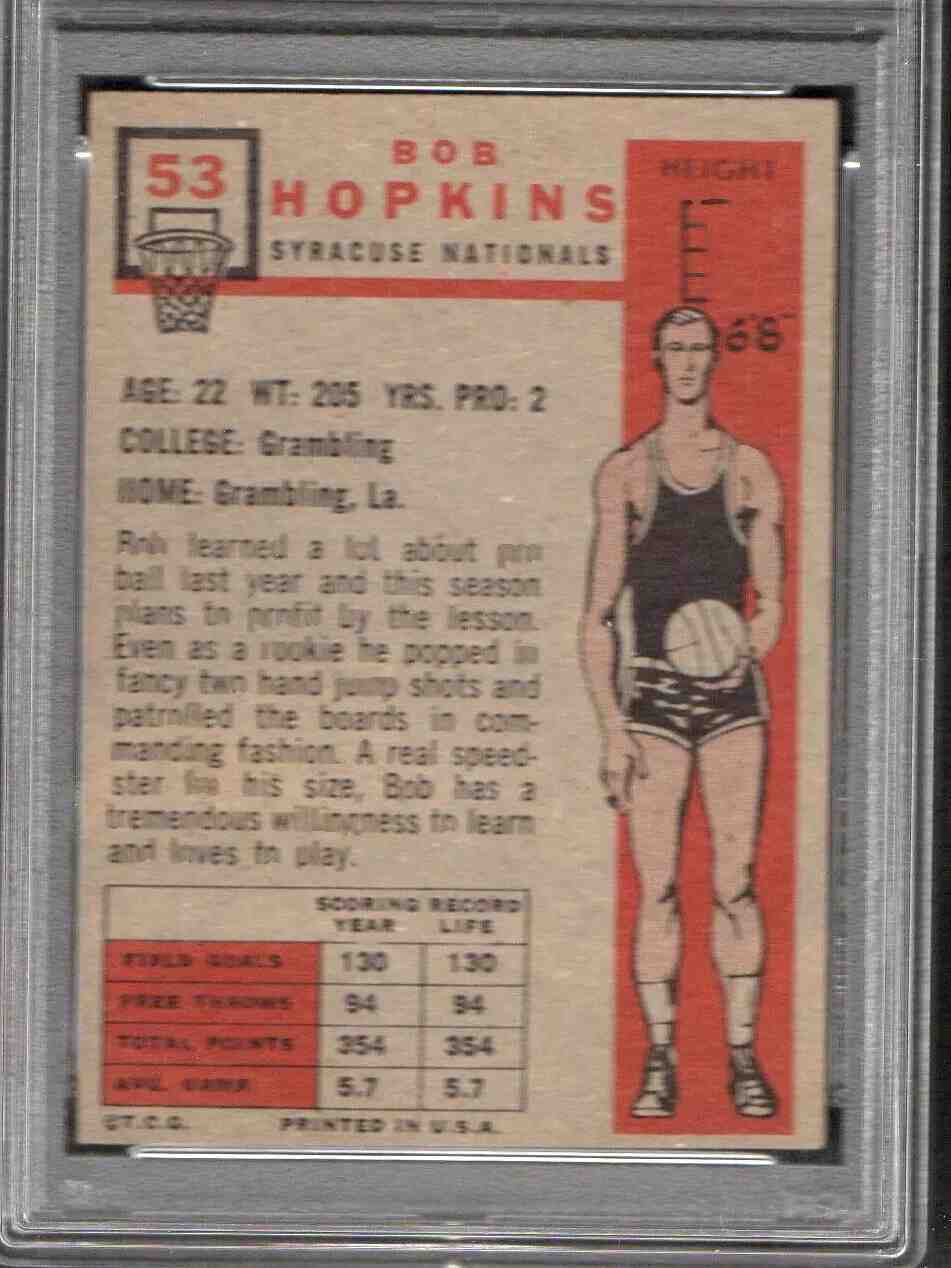 53
BOB
HOPKINS
SYRACUSE NATIONALS
HEIGHT
6'8"
AGE: 22 WT: 205 YRS. PRO: 2
COLLEGE: Grambling
HOME: Grambling, La.
Bob learned a lot about pro
ball last year and this season
plans to profit by the lesson.
Even as a rookie he popped in
fancy two hand jump shots and
patrolled the boards in com-
manding fashion. A real speed-
ster for his size, Bob has a
tremendous willingness to learn
and loves to play.
SCORING RECORD
YEAR LIFE
FIELD GOALS 130 130
FREE THROWS 94 94
TOTAL POINTS 354 354
AVG. GAME 5.7 5.7
©T.C.G. PRINTED IN U.S.A.